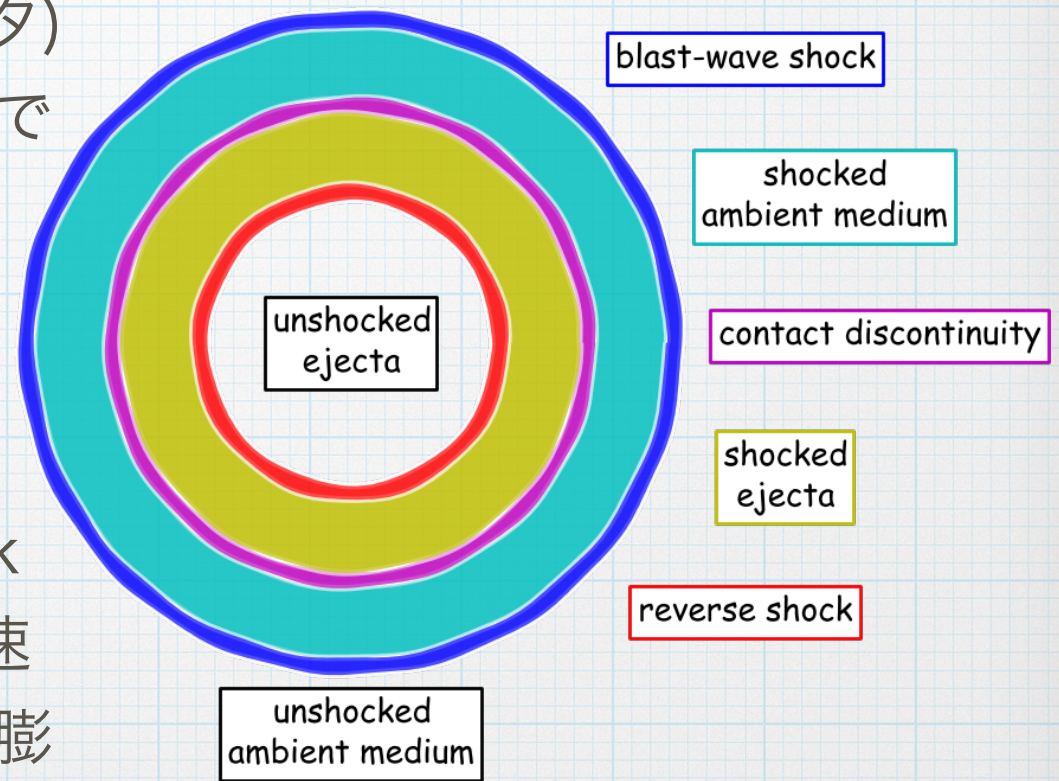 タ)
で
k
速
膨
blast-wave shock
shocked
ambient medium
contact discontinuity
unshocked
ejecta
shocked
ejecta
reverse shock
unshocked
ambient medium